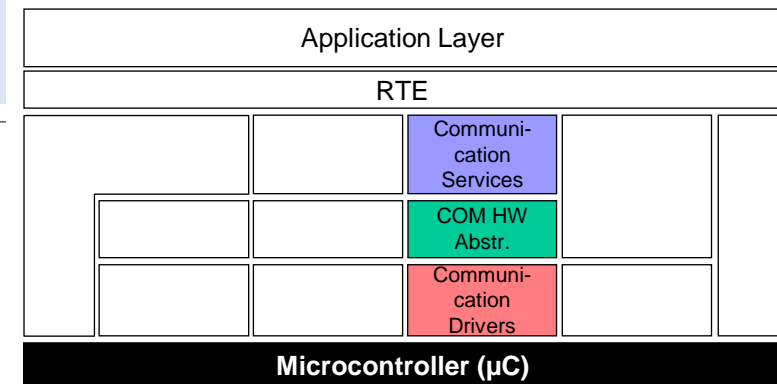 Application Layer
RTE
Communi-
cation
Services
COM HW
Abstr.
Communi-
cation
Drivers
Microcontroller (µC)